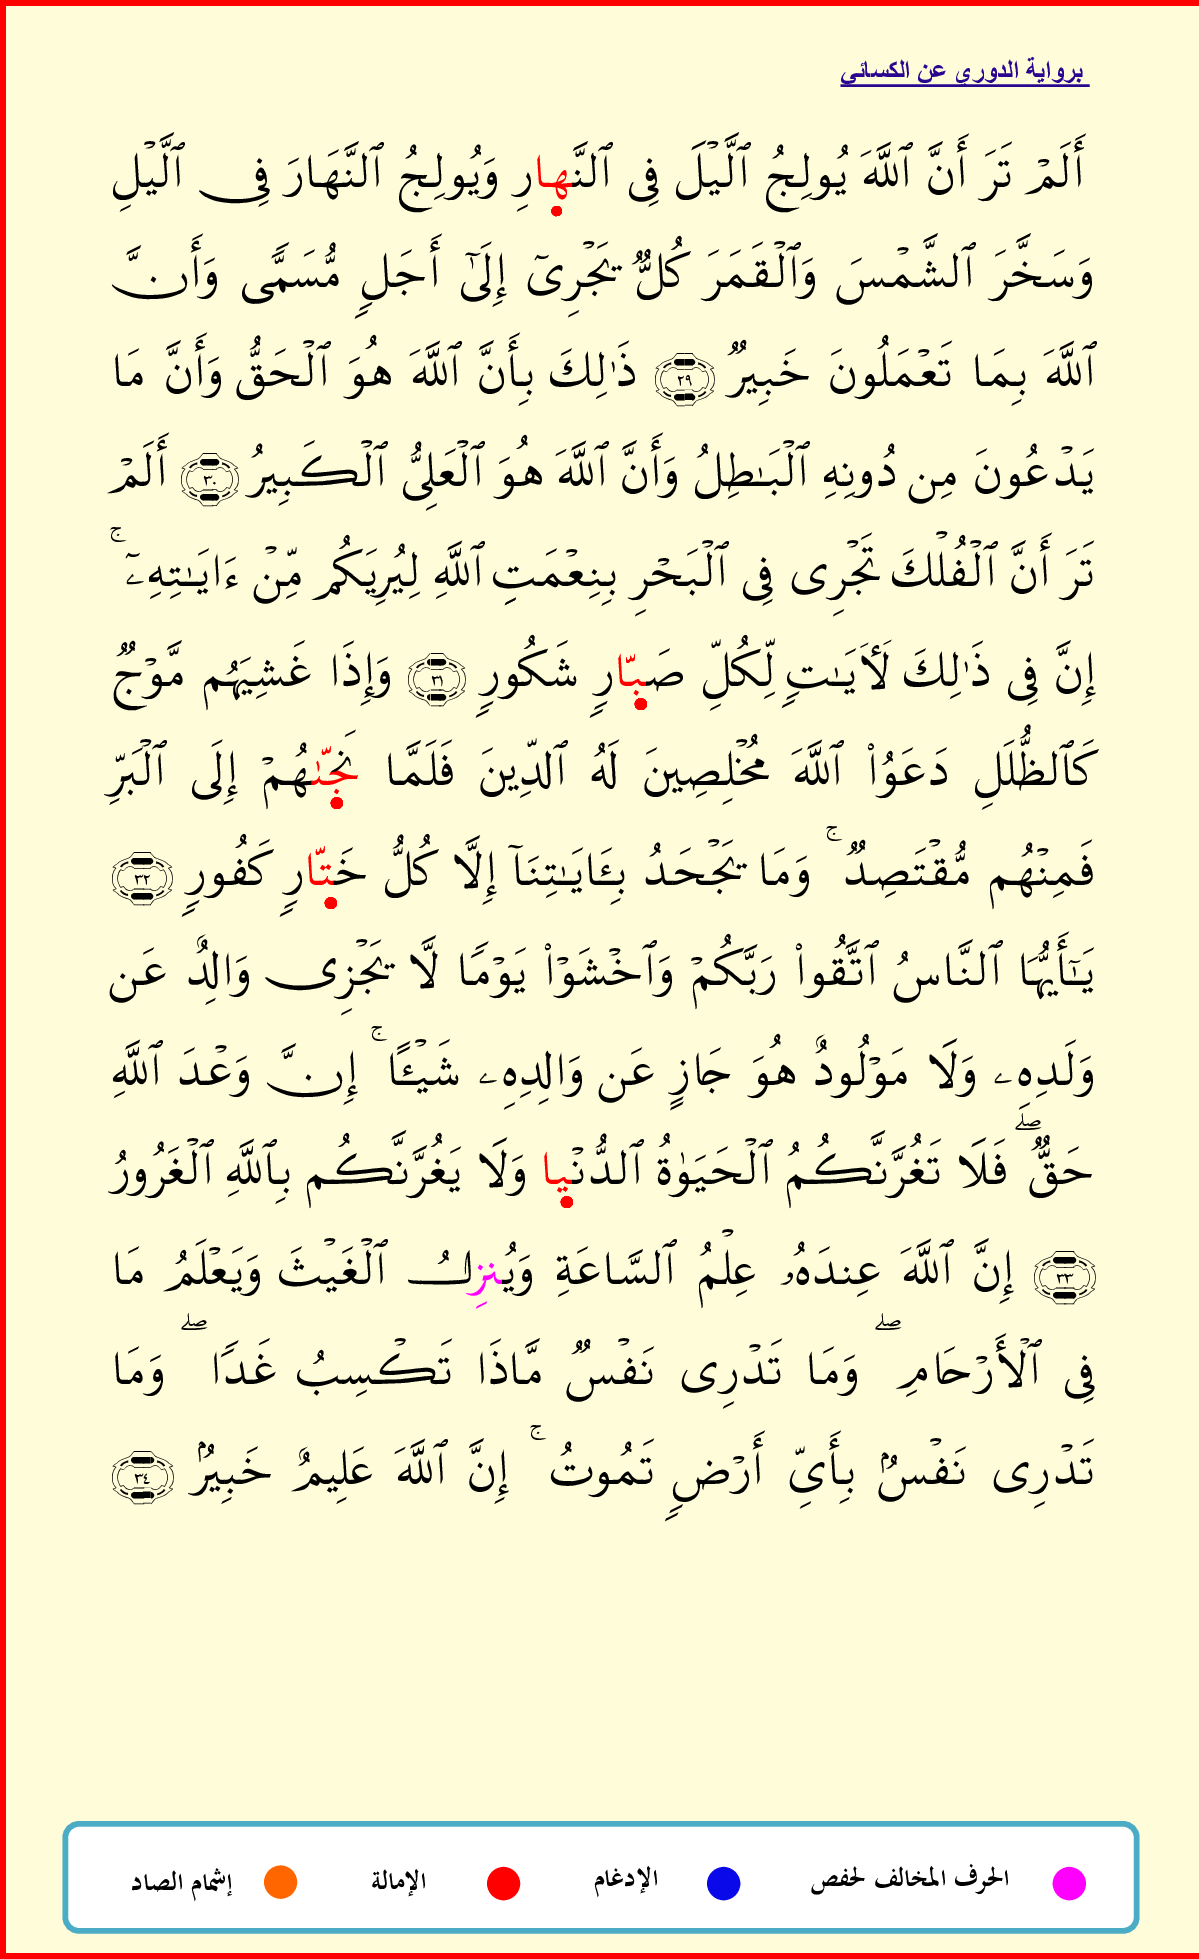 برواية الدوري عن الكسائي
أَلَمۡ تَرَ أَنَّ ٱللَّهَ يُولِجُ ٱلَّيۡلَ فِى ٱلنَّهِارِ وَيُولِجُ ٱلنَّهَارَ فِى ٱلَّيۡلِ
وَسَخَّرَ ٱلشَّمۡسَ وَٱلۡقَمَرَ كُلࣱّ يَجۡرِىٓ إِلَىٰٓ أَجَلࣲ مُّسَمࣰّى وَأَنَّ
ٱللَّهَ بِمَا تَعۡمَلُونَ خَبِيرࣱ ٢٩ ذَٰلِكَ بِأَنَّ ٱللَّهَ هُوَ ٱلۡحَقُّ وَأَنَّ مَا
يَدۡعُونَ مِن دُونِهِ ٱلۡبَـٰطِلُ وَأَنَّ ٱللَّهَ هُوَ ٱلۡعَلِىُّ ٱلۡكَبِيرُ ٣٠ أَلَمۡ
تَرَ أَنَّ ٱلۡفُلۡكَ تَجۡرِى فِى ٱلۡبَحۡرِ بِنِعۡمَتِ ٱللَّهِ لِيُرِيَكُم مِّنۡ ءَايَـٰتِهِۦٓ ۚ
إِنَّ فِى ذَٰلِكَ لَأٓيَـٰتࣲ لِّكُلِّ صَبّارࣲ شَكُورࣲ ٣١ وَإِذَا غَشِيَهُم مَّوۡجࣱ
كَٱلظُّلَلِ دَعَوُا۟ ٱللَّهَ مُخۡلِصِينَ لَهُ ٱلدِّينَ فَلَمَّا نَجّىٰهُمۡ إِلَى ٱلۡبَرِّ
فَمِنۡهُم مُّقۡتَصِدࣱ ۚ وَمَا يَجۡحَدُ بِـَٔايَـٰتِنَآ إِلَّا كُلُّ خَتّارࣲ كَفُورࣲ ٣٢
يَـٰٓأَيُّهَا ٱلنَّاسُ ٱتَّقُوا۟ رَبَّكُمۡ وَٱخۡشَوۡا۟ يَوۡمࣰا لَّا يَجۡزِى وَالِدٌ عَن
وَلَدِهِۦ وَلَا مَوۡلُودٌ هُوَ جَازٍ عَن وَالِدِهِۦ شَيۡـًٔا ۚ إِنَّ وَعۡدَ ٱللَّهِ
حَقࣱّ ۖ فَلَا تَغُرَّنَّكُمُ ٱلۡحَيَوٰةُ ٱلدُّنۡيا وَلَا يَغُرَّنَّكُم بِٱللَّهِ ٱلۡغَرُورُ
٣٣ إِنَّ ٱللَّهَ عِندَهُۥ عِلۡمُ ٱلسَّاعَةِ وَيُنزِلُ ٱلۡغَيۡثَ وَيَعۡلَمُ مَا
فِى ٱلۡأَرۡحَامِ ۖ وَمَا تَدۡرِى نَفۡسࣱ مَّاذَا تَكۡسِبُ غَدࣰا ۖ وَمَا
تَدۡرِى نَفۡسُۢ بِأَىِّ أَرۡضࣲ تَمُوتُ ۚ إِنَّ ٱللَّهَ عَلِيمٌ خَبِيرُۢ ٣٤
الحرف المخالف لحفص الإدغام الإمالة إشمام الصاد